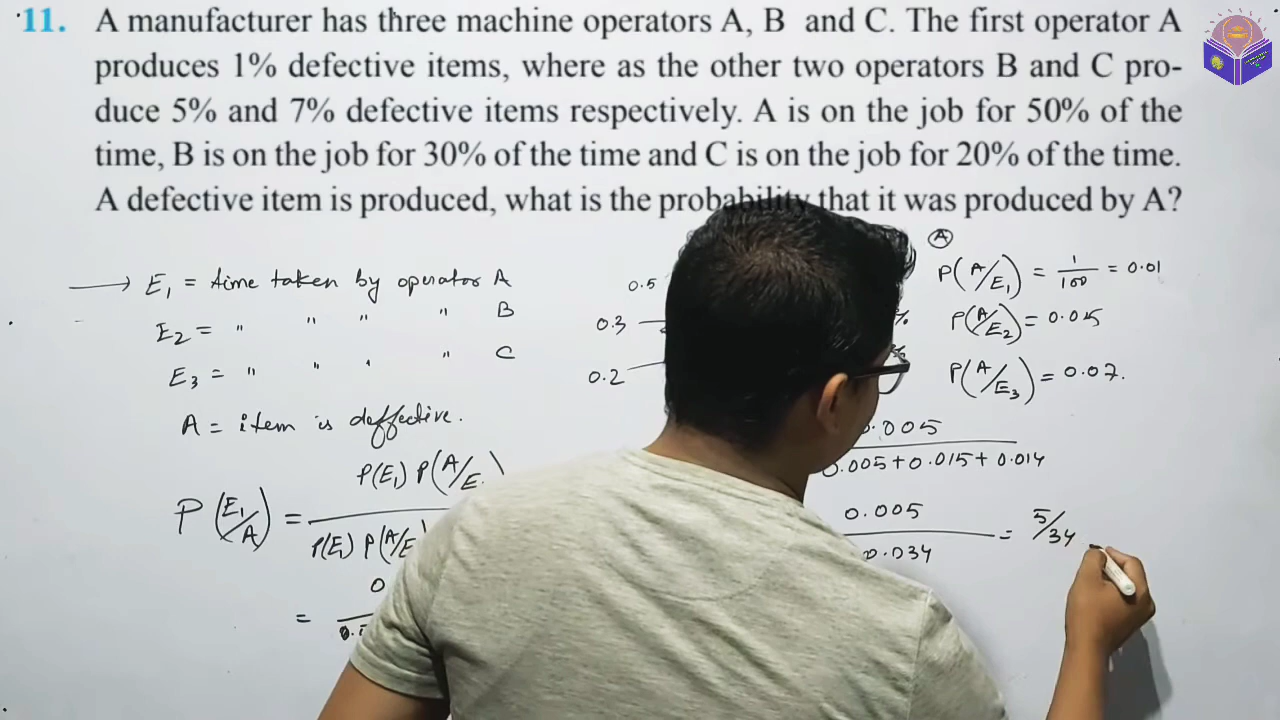 11. A manufacturer has three machine operators A, B and C. The first operator A
produces 1% defective items, where as the other two operators B and C pro-
duce 5% and 7% defective items respectively. A is on the job for 50% of the
time, B is on the job for 30% of the time and C is on the job for 20% of the time.
A defective item is produced, what is the probability that it was produced by A?
→ E₁ = time taken by operator A
E₂ = " " " " B
E₃ = " " " " C
A = item is deffective.
P(E₁/A) =
P(E₁) P(A/E
P(E₁) P(A/E
= 0
0.5
0.3
0.2
%
%
A
P(A/E₁) = 1/100 = 0.01
P(A/E₂) = 0.05
P(A/E₃) = 0.07.
0.005
0.005+0.015+0.014
0.005
0.034
= 5/34